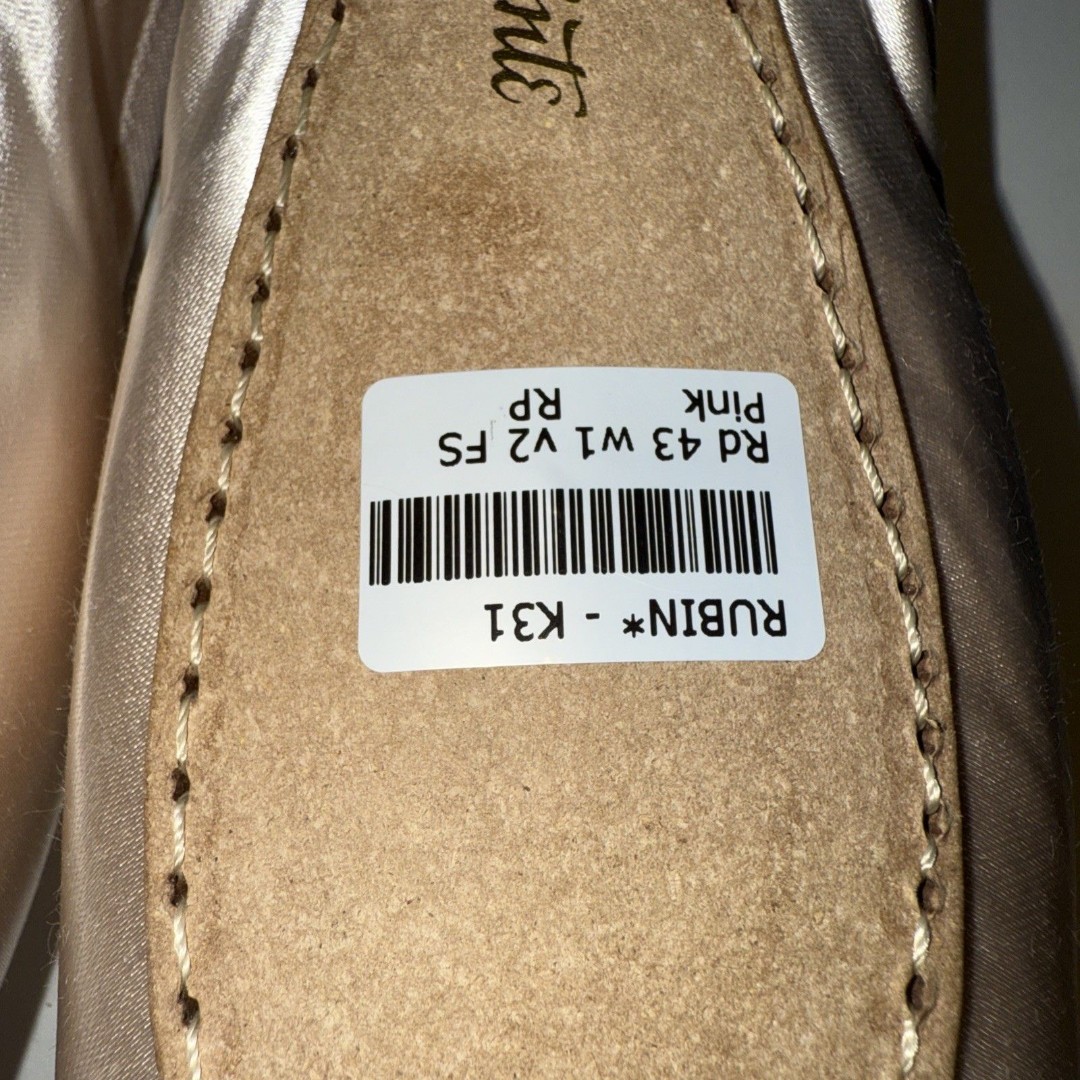 RUBIN* - K31
Rd 43 w1 v2 FS
Pink RP